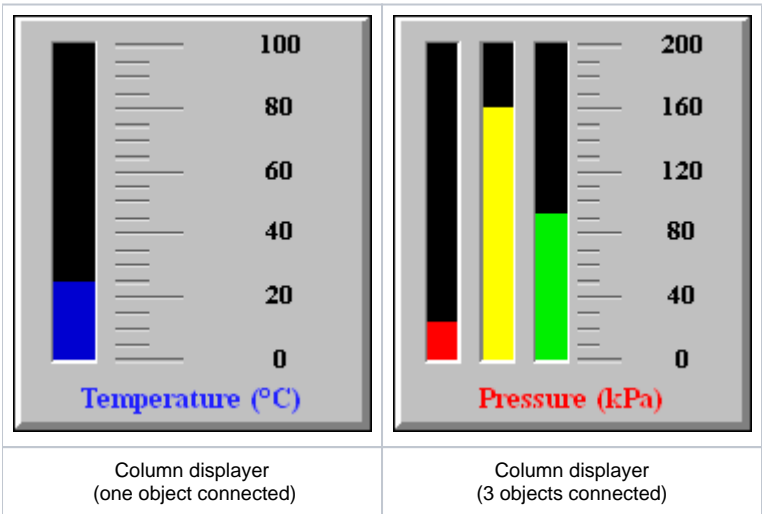 100
80
60
40
20
0
Temperature (°C)
200
160
120
80
40
0
Pressure (kPa)
Column displayer
(one object connected)
Column displayer
(3 objects connected)